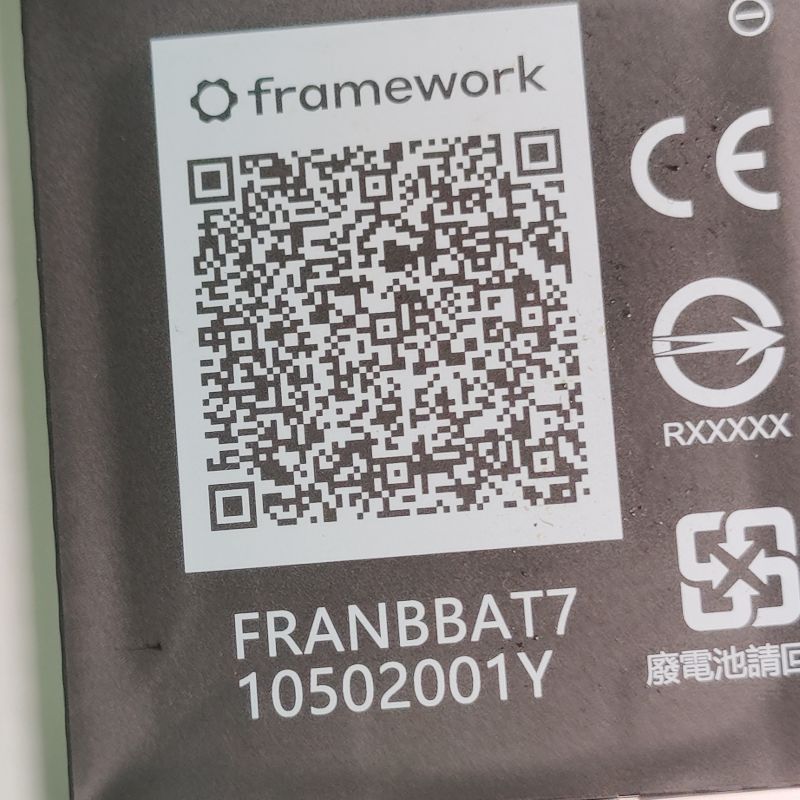 framework
CE
RXXXXX
FRANBBAT7
10502001Y
廢電池請回